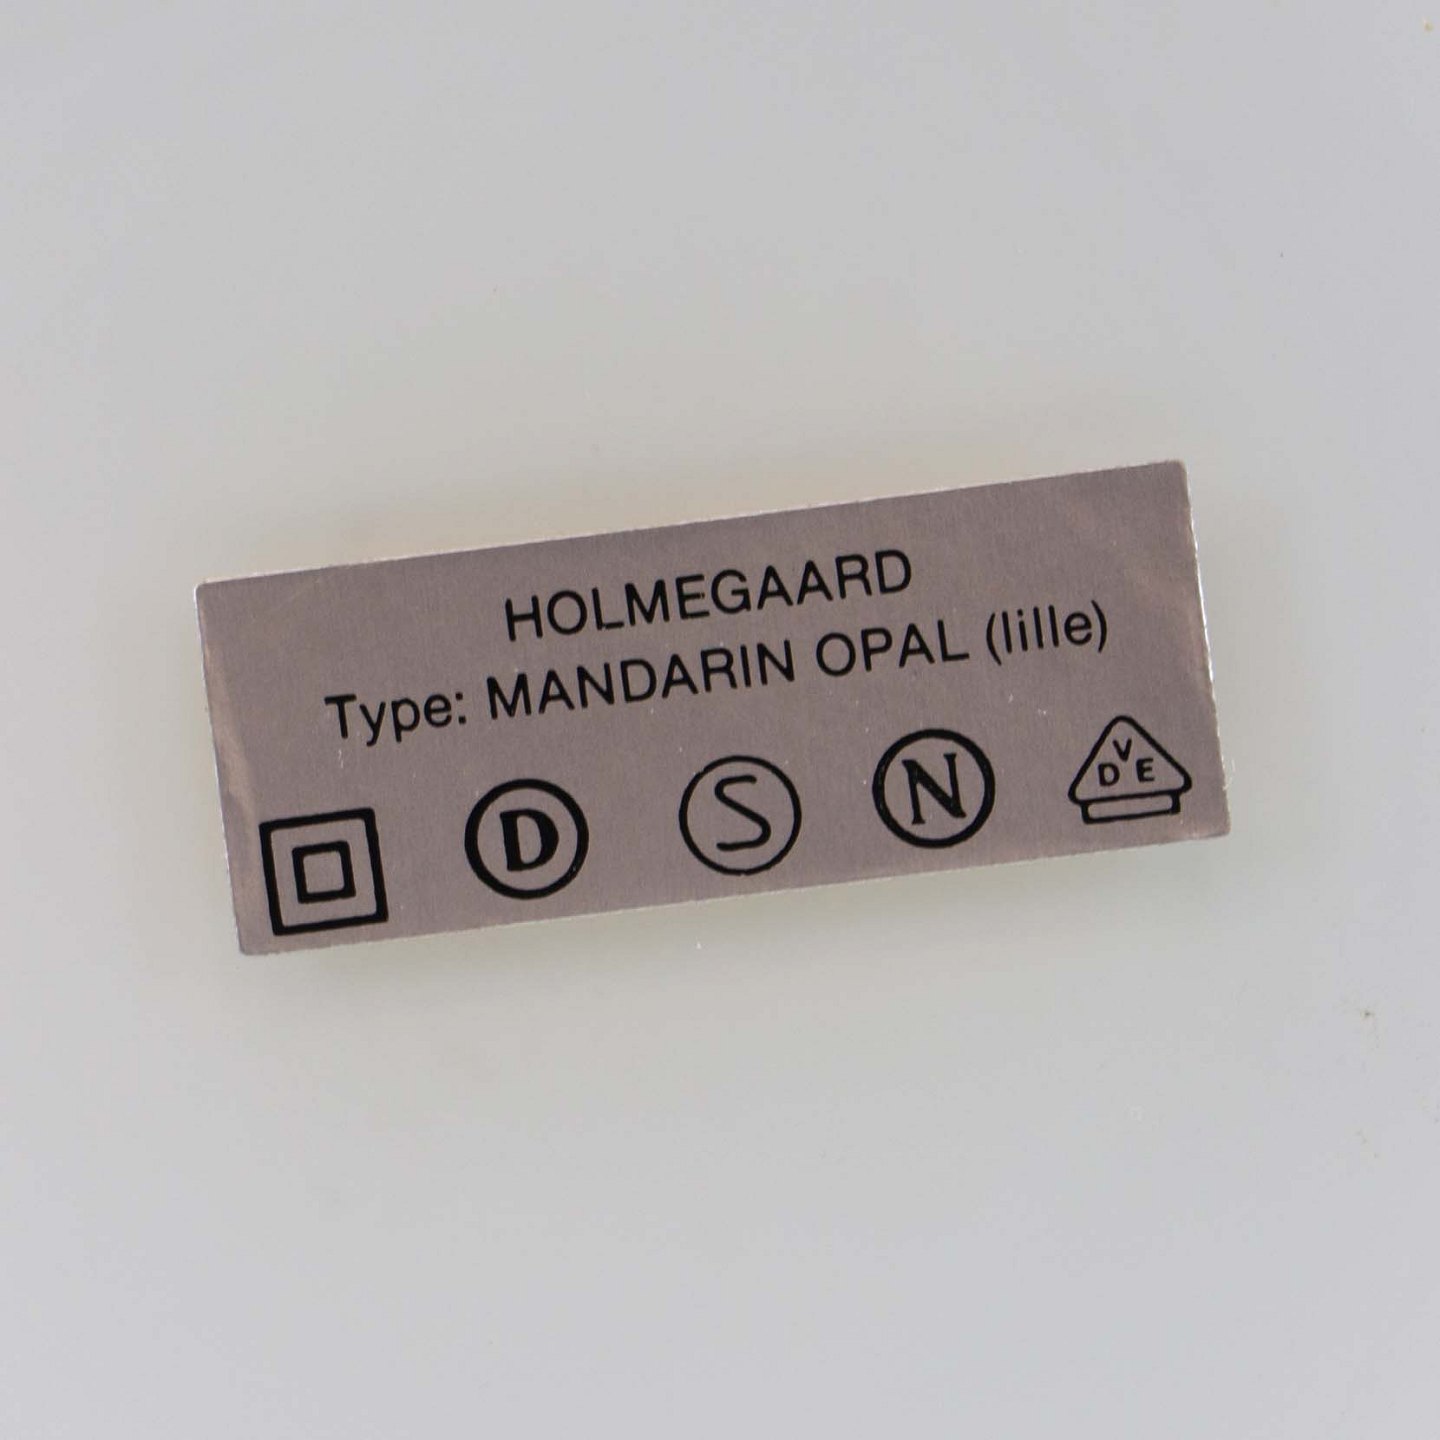 HOLMEGAARD
Type: MANDARIN OPAL (lille)
D S N VDE